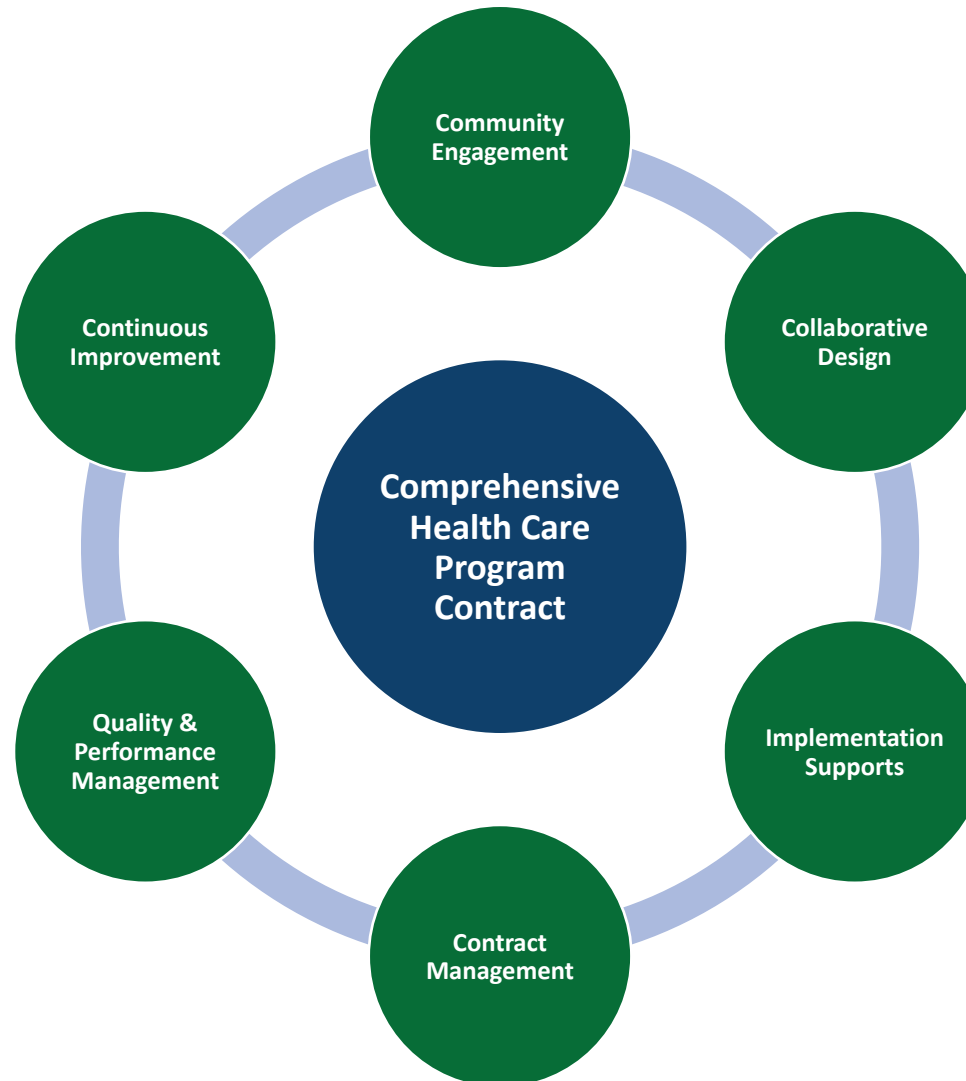 Community
Engagement
Collaborative
Design
Implementation
Supports
Contract
Management
Quality &
Performance
Management
Continuous
Improvement
Comprehensive
Health Care
Program
Contract